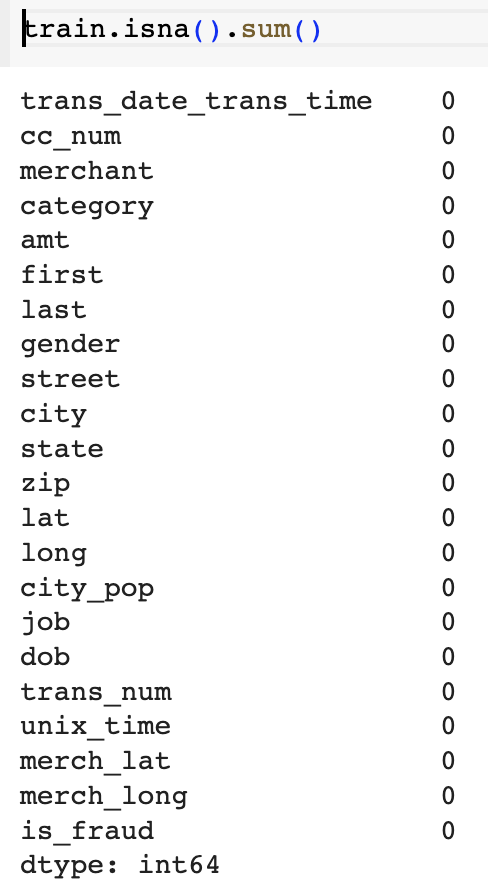 train.isna().sum()
trans_date_trans_time 0
cc_num 0
merchant 0
category 0
amt 0
first 0
last 0
gender 0
street 0
city 0
state 0
zip 0
lat 0
long 0
city_pop 0
job 0
dob 0
trans_num 0
unix_time 0
merch_lat 0
merch_long 0
is_fraud 0
dtype: int64